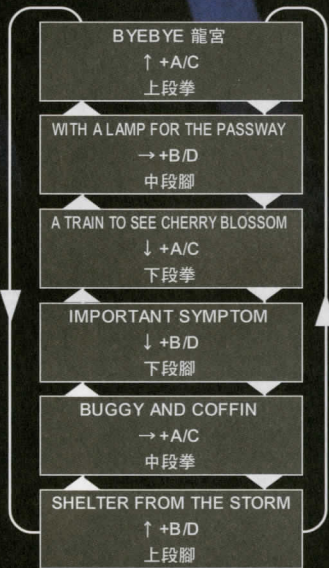 BYEBYE 龍宮
↑ +A/C
上段拳
WITH A LAMP FOR THE PASSWAY
→ +B/D
中段腳
A TRAIN TO SEE CHERRY BLOSSOM
↓ +A/C
下段拳
IMPORTANT SYMPTOM
↓ +B/D
下段腳
BUGGY AND COFFIN
→ +A/C
中段拳
SHELTER FROM THE STORM
↑ +B/D
上段腳